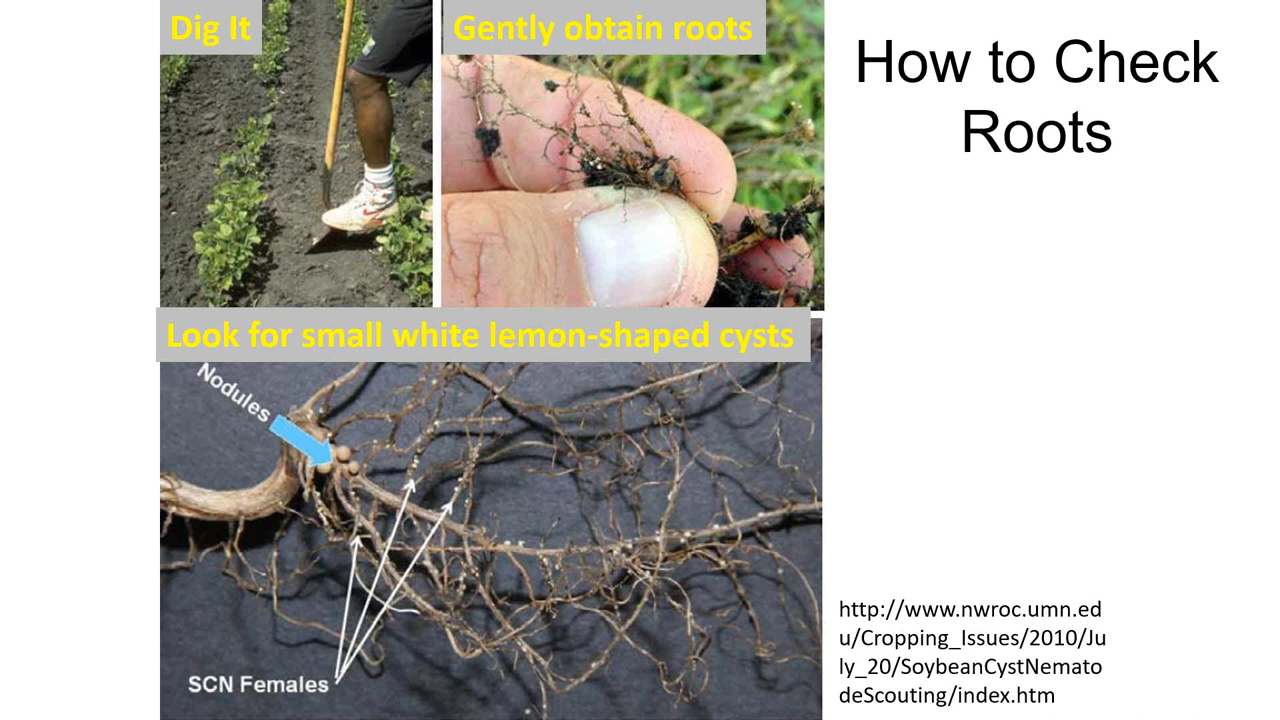 Dig It
Gently obtain roots
How to Check
Roots
Look for small white lemon-shaped cysts
Nodules
SCN Females
http://www.nwroc.umn.ed
u/Cropping_Issues/2010/Ju
ly_20/SoybeanCystNemato
deScouting/index.htm